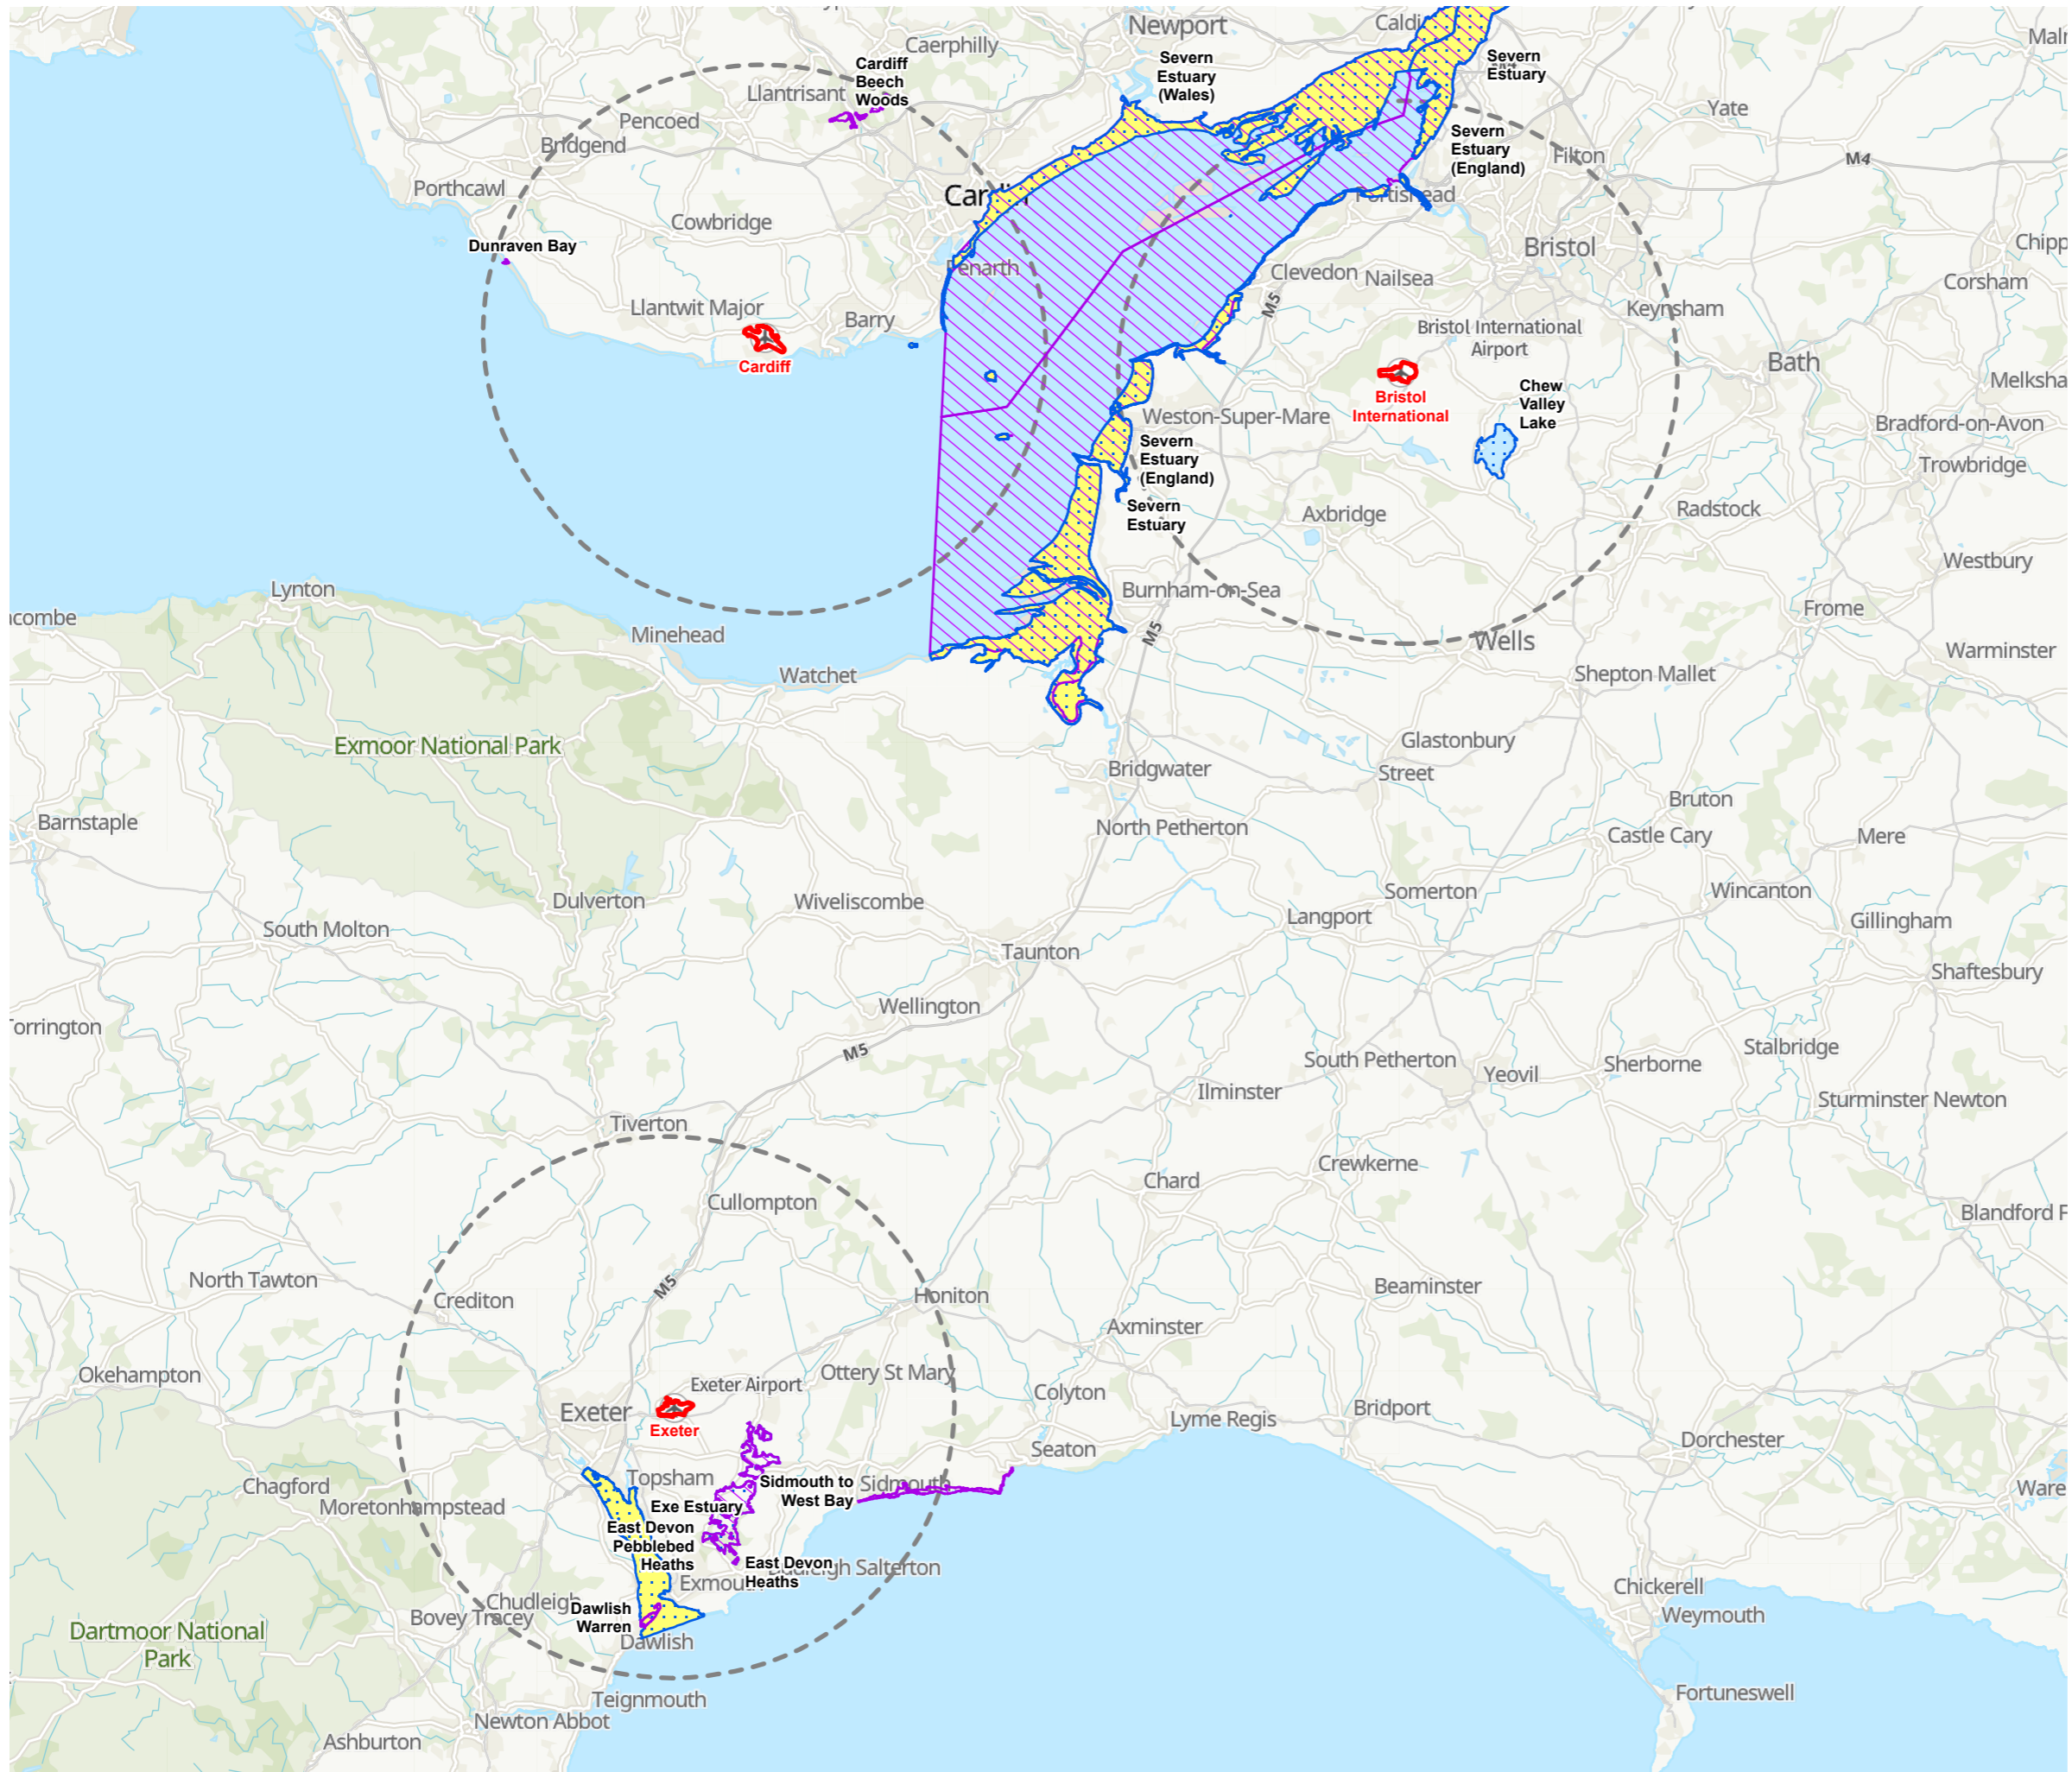 Newport
Caerphilly
Cardiff
Beech
Woods
Llantrisant
Severn
Estuary
(Wales)
Severn
Estuary
M4
Yate
Pencoed
Bridgend
Severn
Estuary
(England)
Filton
M4
Porthcawl
Cardiff
Portishead
Cowbridge
Dunraven Bay
Bristol
Penarth
Clevedon
Nailsea
Corsham
M5
Llantwit Major
Barry
Keynsham
Bristol International
Airport
Cardiff
Bath
Bristol
International
Chew
Valley
Lake
Weston-Super-Mare
Bradford-on-Avon
Severn
Estuary
(England)
Trowbridge
Severn
Estuary
Axbridge
Radstock
Westbury
Lynton
Burnham-on-Sea
Frome
Minehead
M5
Wells
Warminster
Watchet
Shepton Mallet
Exmoor National Park
Glastonbury
Bridgwater
Street
Bruton
Barnstaple
North Petherton
Castle Cary
Mere
Dulverton
Wiveliscombe
Somerton
Wincanton
South Molton
Langport
Gillingham
Taunton
Shaftesbury
Wellington
Torrington
M5
South Petherton
Yeovil
Sherborne
Stalbridge
Ilminster
Sturminster Newton
Tiverton
Crewkerne
Chard
Cullompton
Blandford F
North Tawton
M5
Crediton
Honiton
Beaminster
Axminster
Okehampton
Exeter Airport
Ottery St Mary
Colyton
Exeter
Exeter
Lyme Regis
Bridport
Seaton
Dorchester
Chagford
Topsham
Sidmouth to
West Bay
Sidmouth
Ware
Moretonhampstead
Exe Estuary
East Devon
Pebblebed
Heaths
East Devon
Heaths
Budleigh Salterton
Exmouth
Chickerell
Chudleigh
Bovey Tracey
Dawlish
Warren
Weymouth
Dartmoor National
Park
Dawlish
Teignmouth
Fortuneswell
Newton Abbot
Ashburton